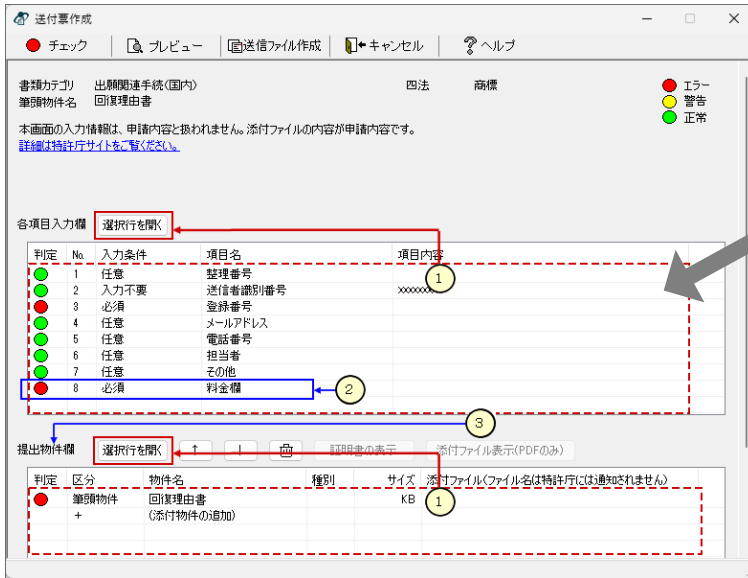 送付票作成
チェック プレビュー 送信ファイル作成 キャンセル ヘルプ
書類カテゴリ 出願関連手続(国内) 四法 商標 エラー
筆頭物件名 回復理由書 警告
正常
本画面の入力情報は、申請内容と扱われません。添付ファイルの内容が申請内容です。
詳細は特許庁サイトをご覧ください。
各項目入力欄 選択行を開く
判定 No. 入力条件 項目名 項目内容
1 任意 整理番号
1
2 入力不要 送信者識別番号
3 必須 登録番号
4 任意 メールアドレス
5 任意 電話番号
6 任意 担当者
7 任意 その他
8 必須 料金欄 2
3
提出物件欄 選択行を開く ↑ 証明書の表示 添付ファイル表示(PDFのみ)
判定 区分 物件名 種別 サイズ 添付ファイル(ファイル名は特許庁には通知されません)
筆頭物件 回復理由書 KB 1
+ (添付物件の追加)